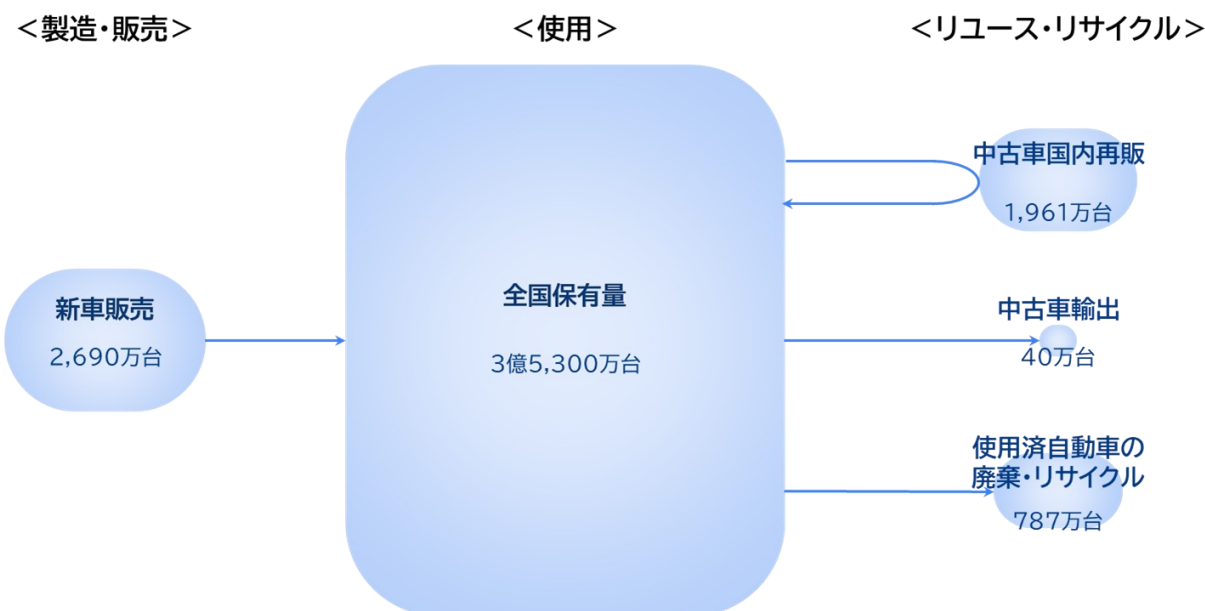 ＜製造・販売＞
＜使用＞
＜リユース・リサイクル＞
新車販売
2,690万台
全国保有量
3億5,300万台
中古車国内再販
1,961万台
中古車輸出
40万台
使用済自動車の
廃棄・リサイクル
787万台